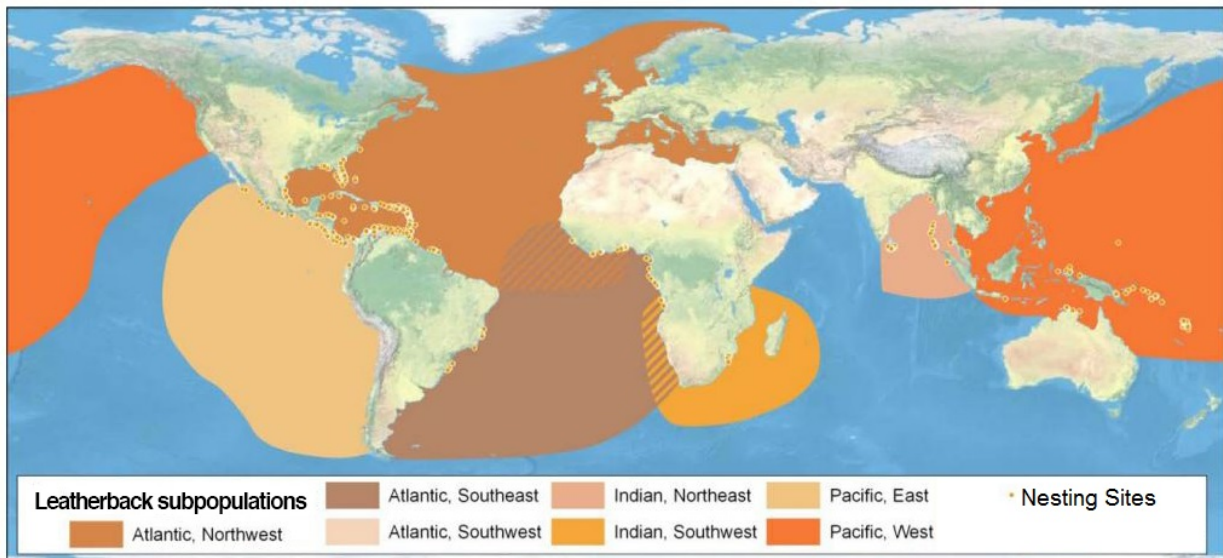 Leatherback subpopulations
Atlantic, Northwest
Atlantic, Southeast
Atlantic, Southwest
Indian, Northeast
Indian, Southwest
Pacific, East
Pacific, West
Nesting Sites